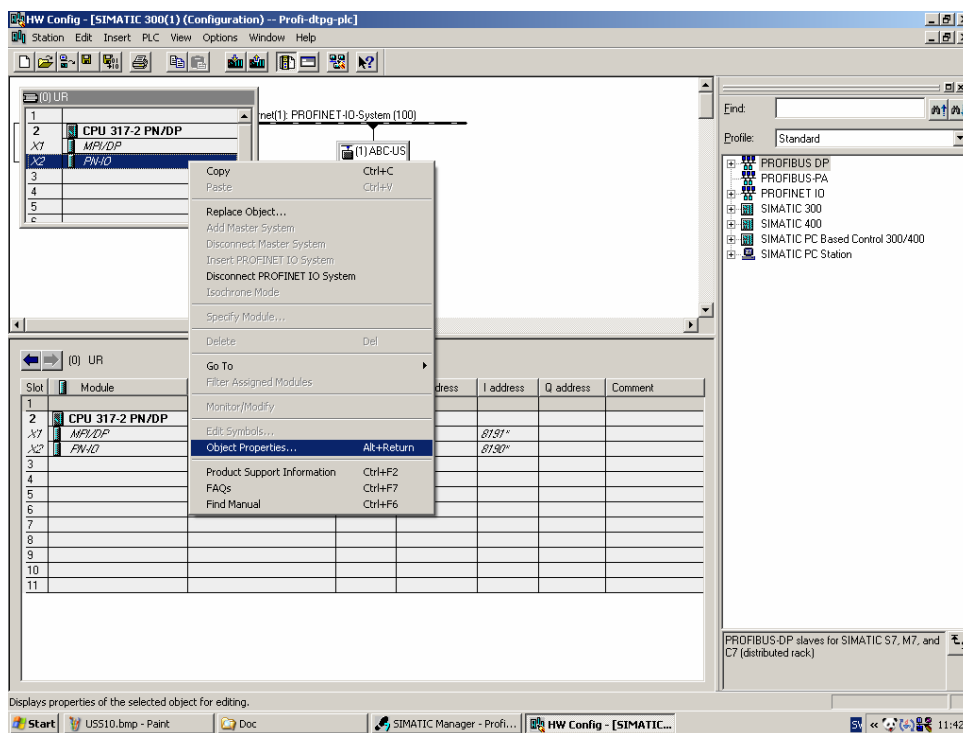 HW Config - [SIMATIC 300(1) (Configuration) -- Profi-dtpg-plc]
Station Edit Insert PLC View Options Window Help
(0) UR
1
2 CPU 317-2 PN/DP
X1 MPI/DP
X2 PN-IO
3
4
5
6
rnet(1): PROFINET-IO-System (100)
(1) ABC-US
Copy Ctrl+C
Paste Ctrl+V
Replace Object...
Add Master System
Disconnect Master System
Insert PROFINET IO System
Disconnect PROFINET IO System
Isochrone Mode
Specify Module...
Delete Del
Go To
Filter Assigned Modules
Monitor/Modify
Edit Symbols...
Object Properties... Alt+Return
Product Support Information Ctrl+F2
FAQs Ctrl+F7
Find Manual Ctrl+F6
(0) UR
Slot Module dress I address Q address Comment
1
2 CPU 317-2 PN/DP
X1 MPI/DP 8191*
X2 PN-IO 8190*
3
4
5
6
7
8
9
10
11
Find:
Profile: Standard
PROFIBUS DP
PROFIBUS-PA
PROFINET IO
SIMATIC 300
SIMATIC 400
SIMATIC PC Based Control 300/400
SIMATIC PC Station
PROFIBUS-DP slaves for SIMATIC S7, M7, and
C7 (distributed rack)
Displays properties of the selected object for editing.
Start USS10.bmp - Paint Doc SIMATIC Manager - Profi... HW Config - [SIMATIC... SV « 11:42